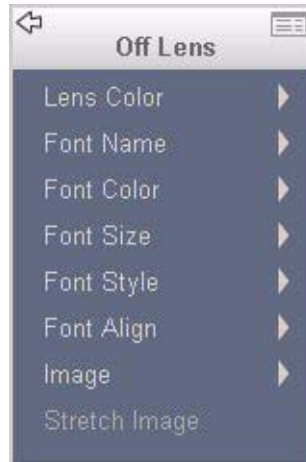 Off Lens
Lens Color
Font Name
Font Color
Font Size
Font Style
Font Align
Image
Stretch Image